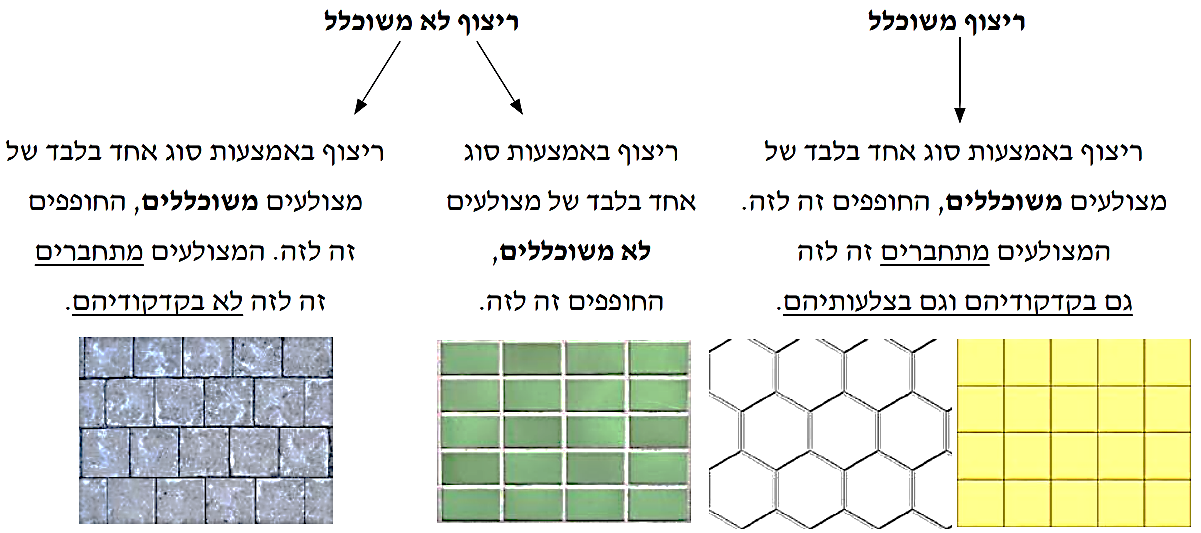 ריצוף משוכלל
ריצוף באמצעות סוג אחד בלבד של
מצולעים משוכללים, החופפים זה לזה.
המצולעים מתחברים זה לזה
גם בקדקודיהם וגם בצלעותיהם.
ריצוף לא משוכלל
ריצוף באמצעות סוג
אחד בלבד של מצולעים
לא משוכללים,
החופפים זה לזה.
ריצוף באמצעות סוג אחד בלבד של
מצולעים משוכללים, החופפים
זה לזה. המצולעים מתחברים
זה לזה לא בקדקודיהם.